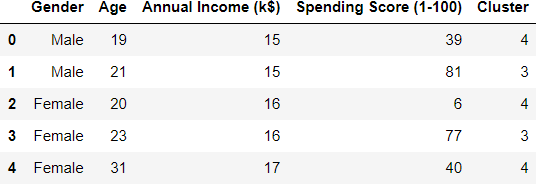 Gender Age Annual Income (k$) Spending Score (1-100) Cluster
0 Male 19 15 39 4
1 Male 21 15 81 3
2 Female 20 16 6 4
3 Female 23 16 77 3
4 Female 31 17 40 4